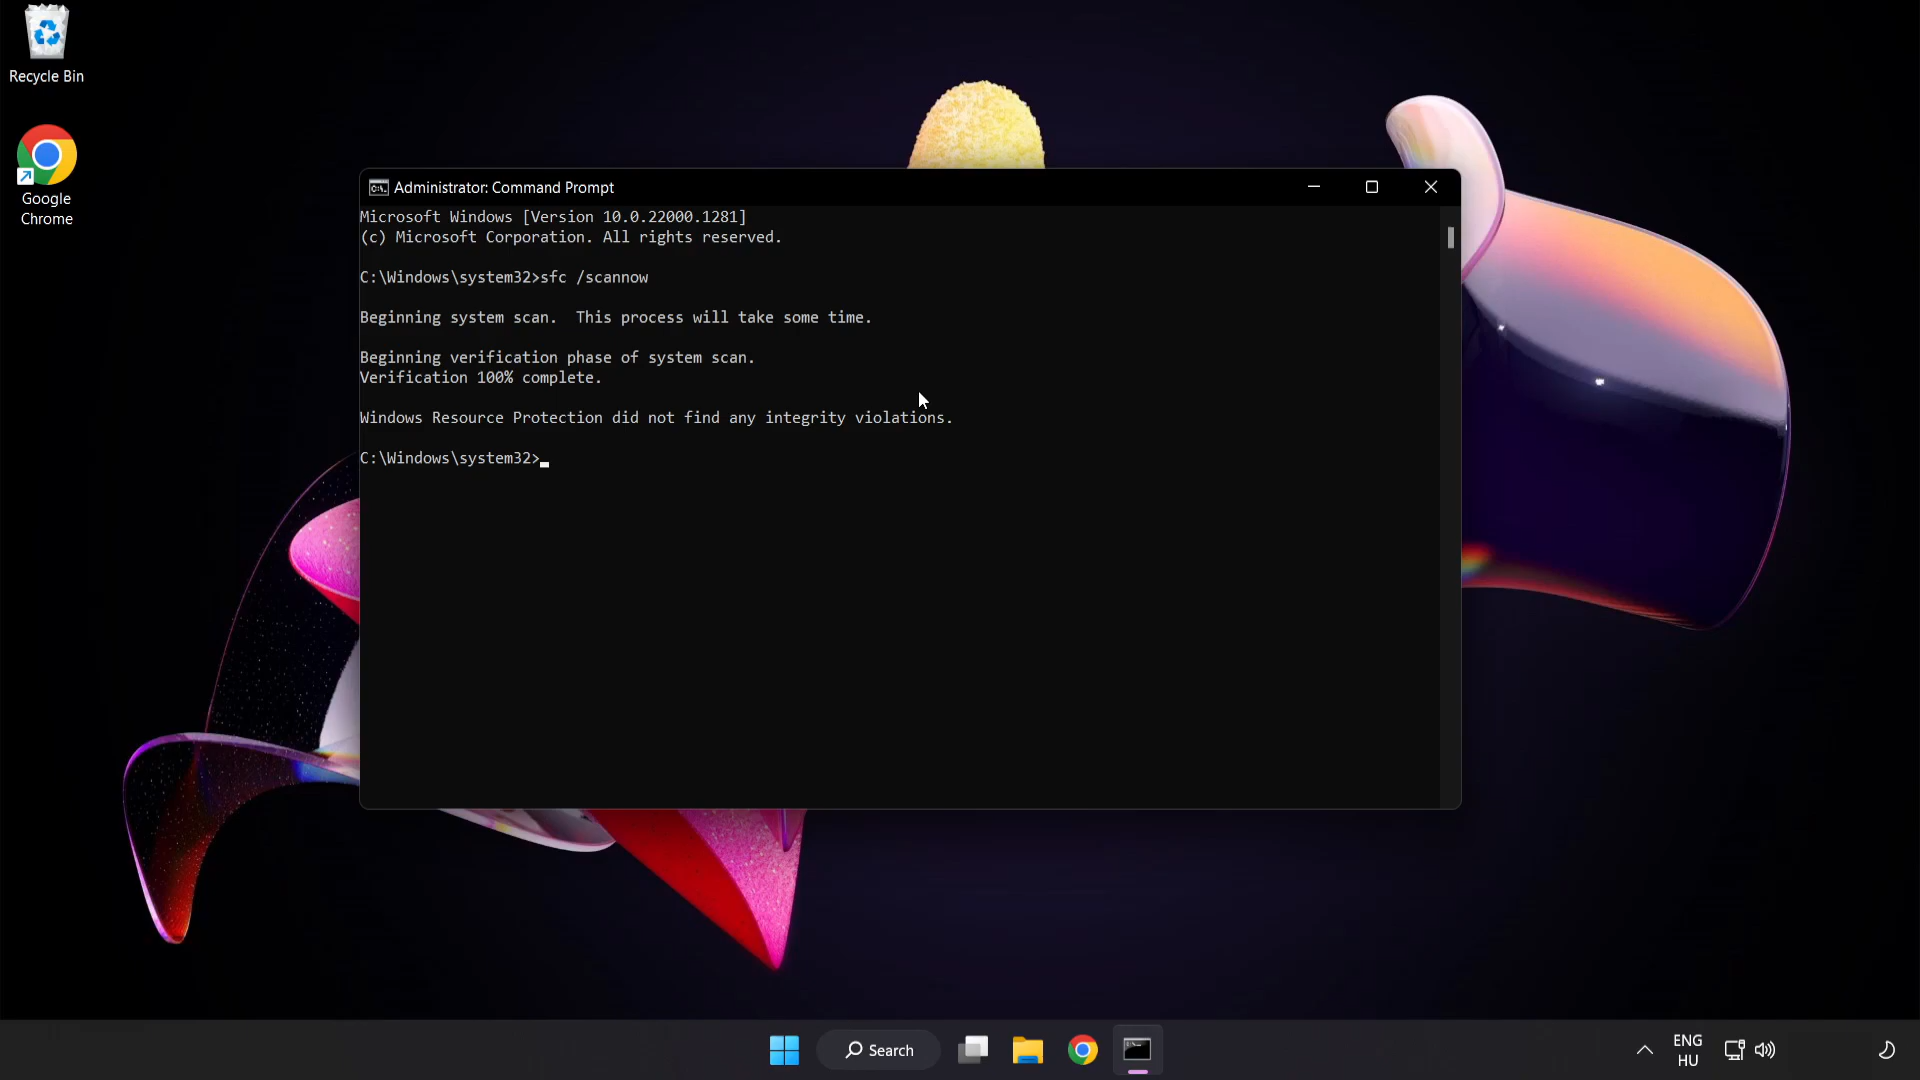 Recycle Bin
Google
Chrome
Administrator: Command Prompt
Microsoft Windows [Version 10.0.22000.1281]
(c) Microsoft Corporation. All rights reserved.
C:\Windows\system32>sfc /scannow
Beginning system scan.  This process will take some time.
Beginning verification phase of system scan.
Verification 100% complete.
Windows Resource Protection did not find any integrity violations.
C:\Windows\system32>
Search
ENG
HU